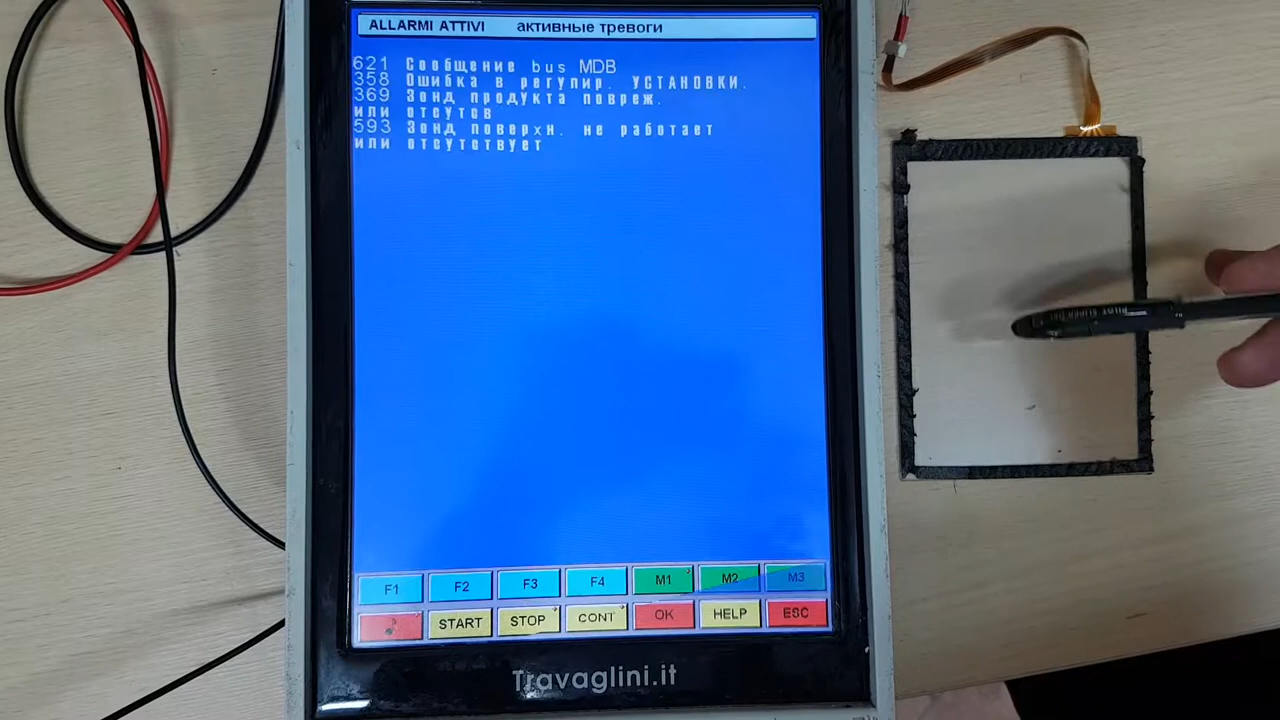 ALLARMI ATTIVI активные тревоги
621 Сообщение bus MDB
358 Ошибка в регулир. УСТАНОВКИ.
369 Зонд продукта повреж.
или отсутсв
593 Зонд поверхн. не работает
или отсутствует
F1 F2 F3 F4 M1 M2 M3
START STOP CONT OK HELP ESC
Travaglini.it